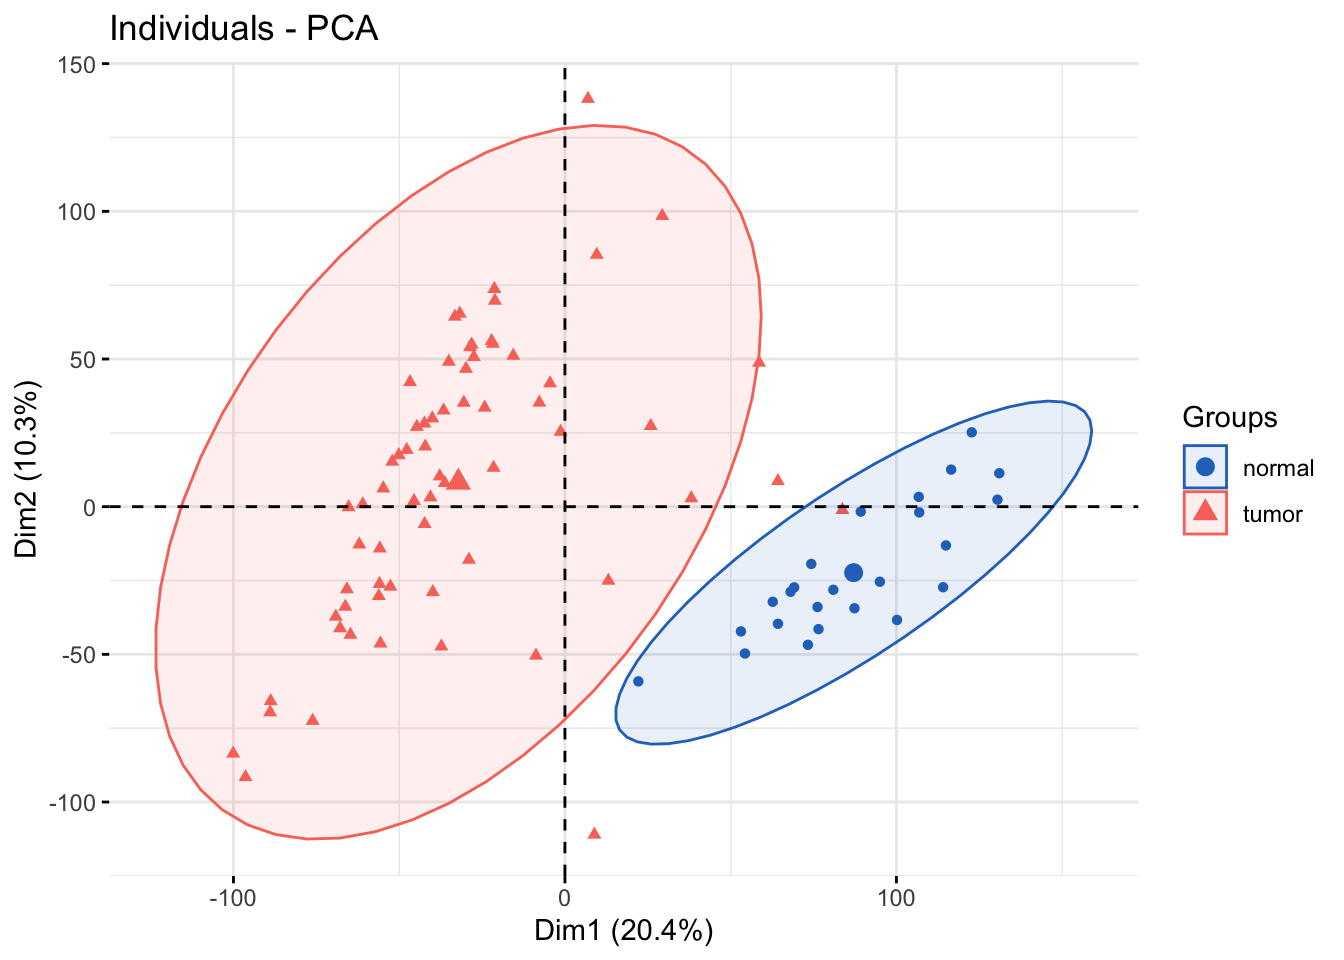 Individuals - PCA
150
100
50
0
-50
-100
Dim2 (10.3%)
-100
0
100
Dim1 (20.4%)
Groups
normal
tumor